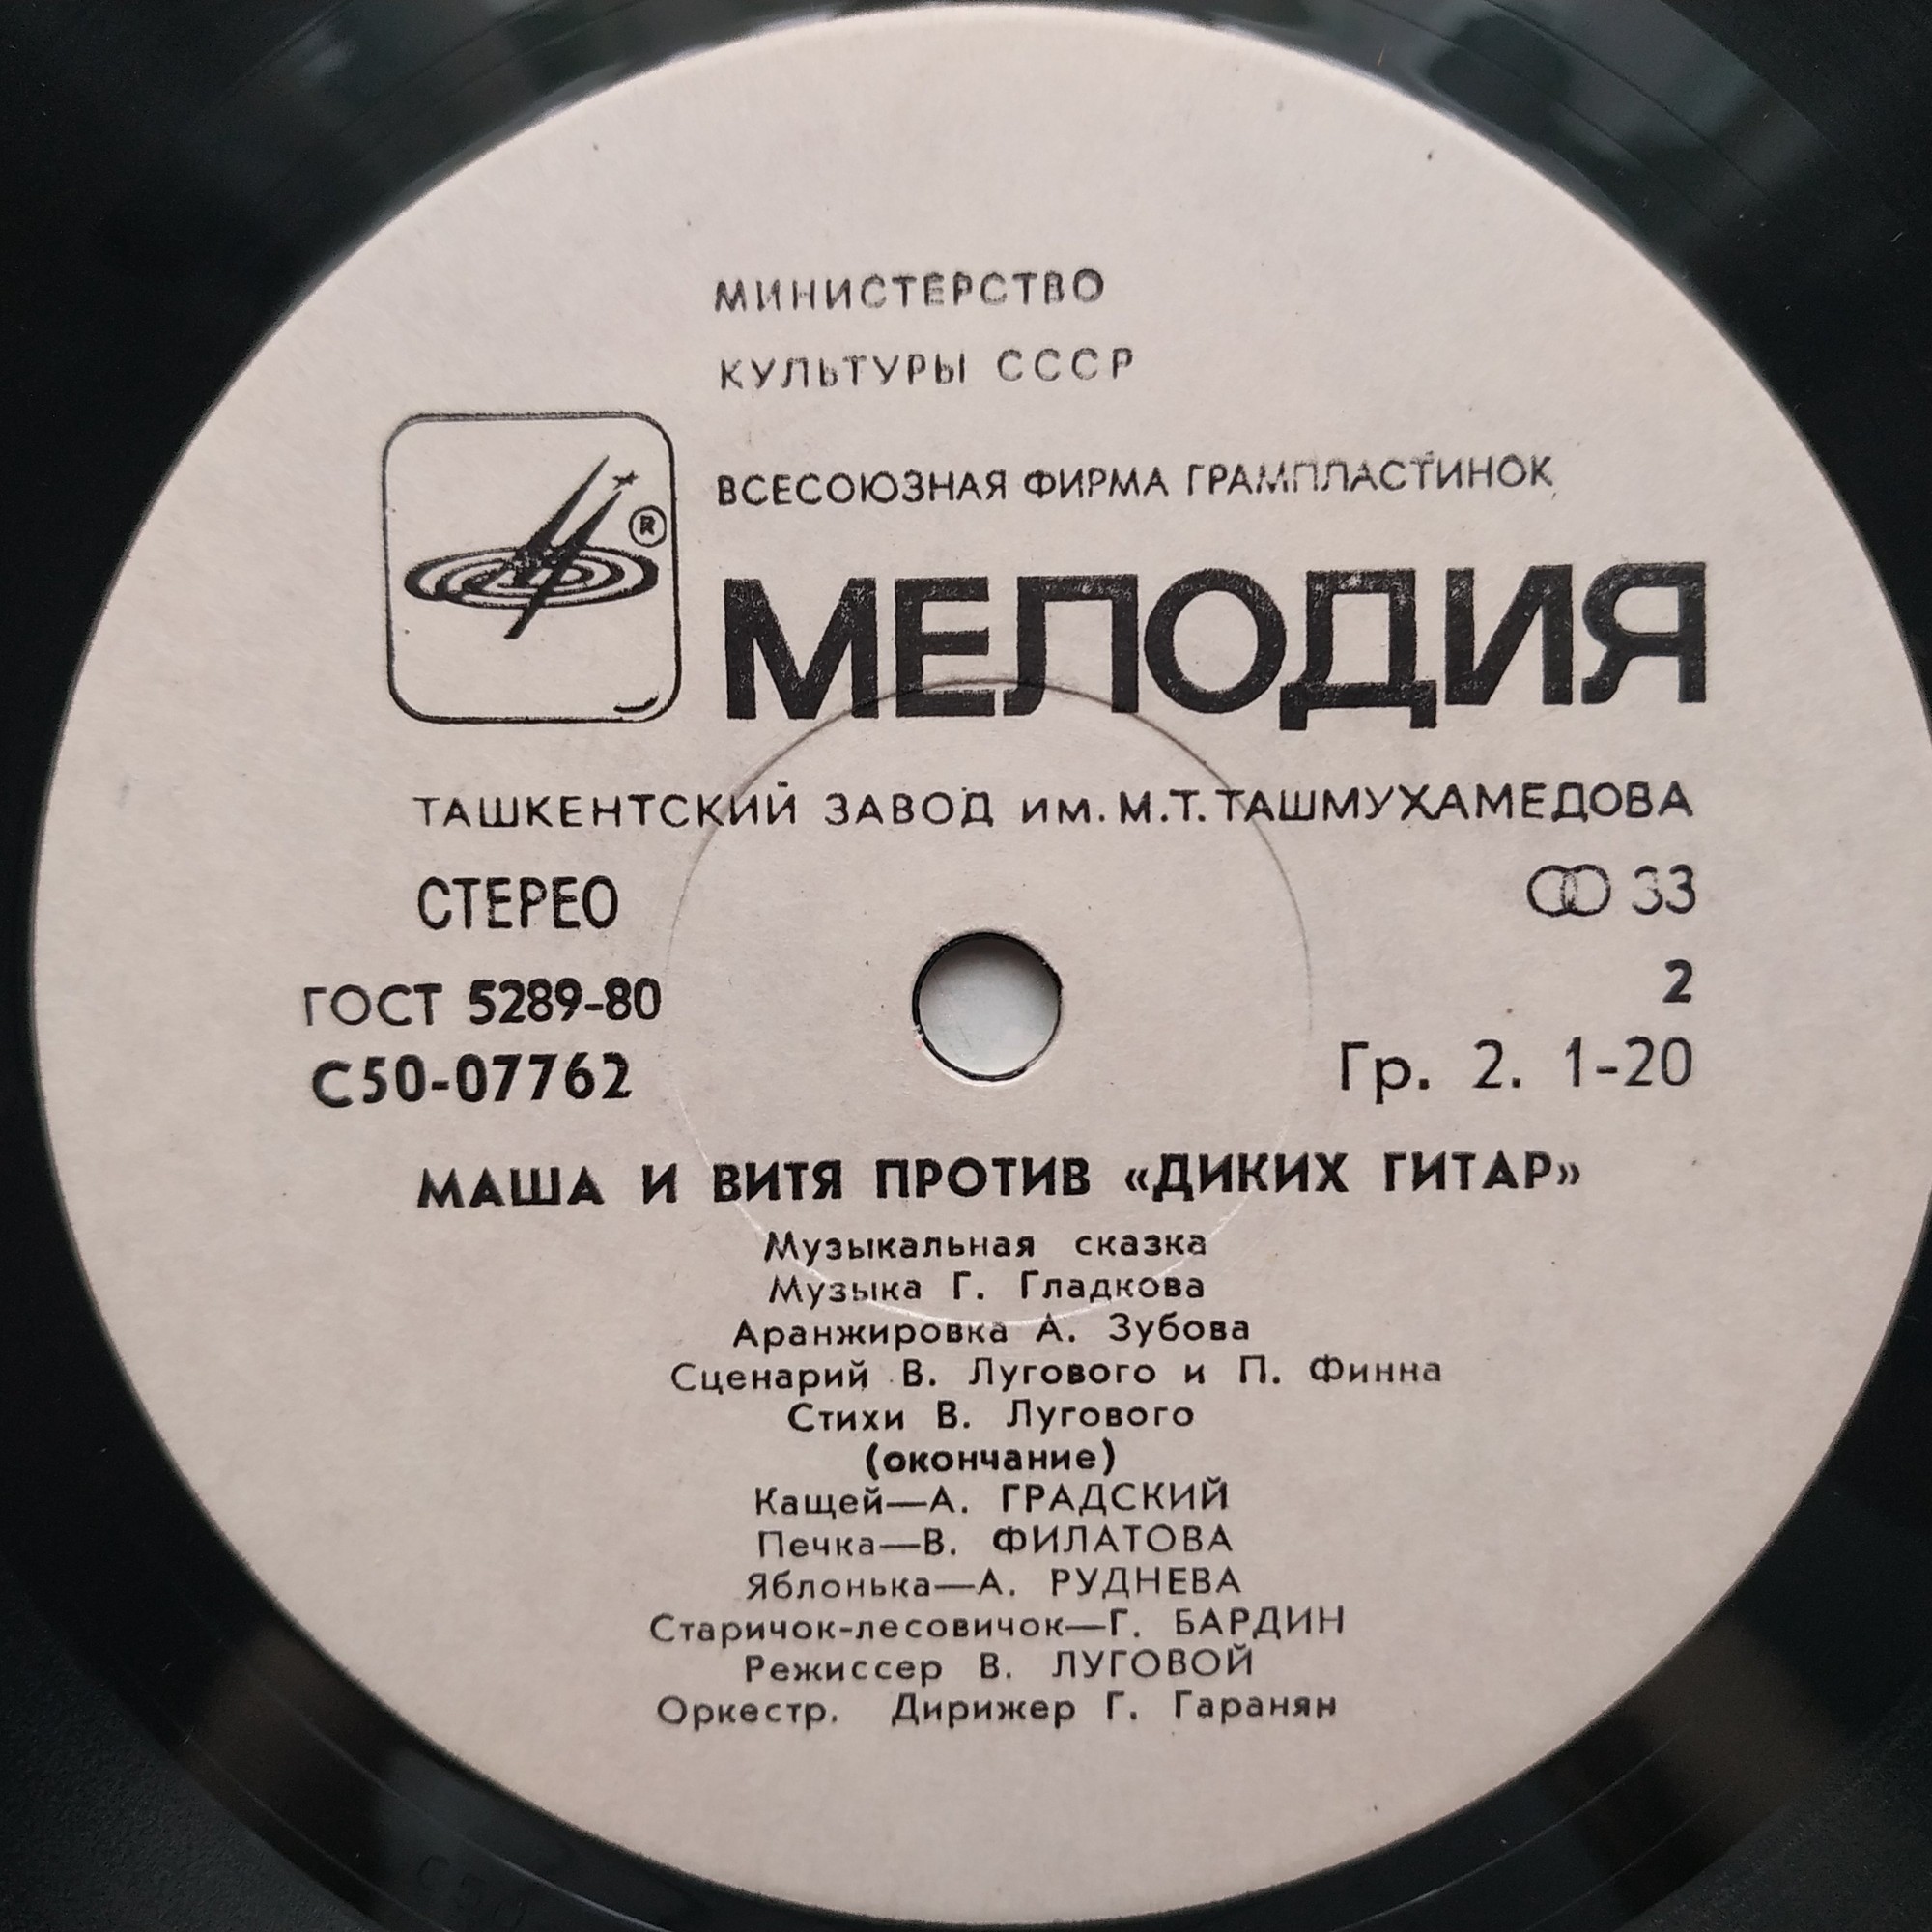 МИНИСТЕРСТВО
КУЛЬТУРЫ СССР
ВСЕСОЮЗНАЯ ФИРМА ГРАМПЛАСТИНОК
®
МЕЛОДИЯ
ТАШКЕНТСКИЙ ЗАВОД им. М.Т. ТАШМУХАМЕДОВА
СТЕРЕО
33
ГОСТ 5289-80
2
С50-07762
Гр. 2. 1-20
МАША И ВИТЯ ПРОТИВ «ДИКИХ ГИТАР»
Музыкальная сказка
Музыка Г. Гладкова
Аранжировка А. Зубова
Сценарий В. Лугового и П. Финна
Стихи В. Лугового
(окончание)
Кащей—А. ГРАДСКИЙ
Печка—В. ФИЛАТОВА
Яблонька—А. РУДНЕВА
Старичок-лесовичок—Г. БАРДИН
Режиссер В. ЛУГОВОЙ
Оркестр. Дирижер Г. Гаранян